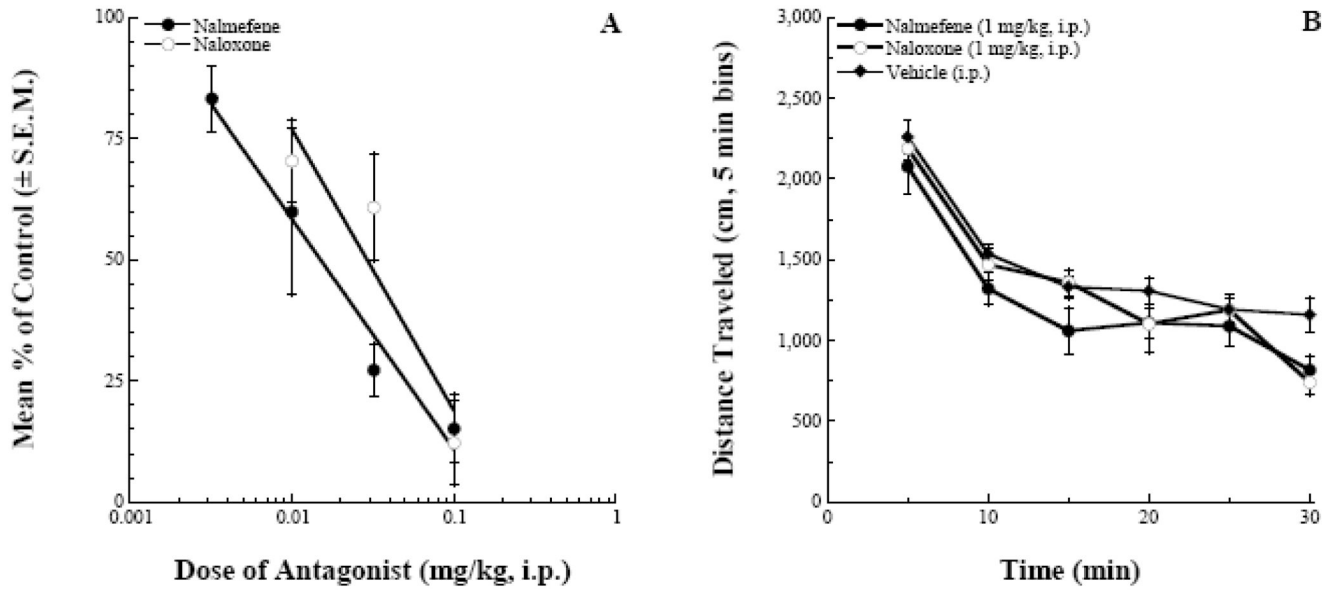 A
Nalmefene
Naloxone
Mean % of Control (± S.E.M.)
100
75
50
25
0
0.001
0.01
0.1
1
Dose of Antagonist (mg/kg, i.p.)
B
Nalmefene (1 mg/kg, i.p.)
Naloxone (1 mg/kg, i.p.)
Vehicle (i.p.)
Distance Traveled (cm, 5 min bins)
3,000
2,500
2,000
1,500
1,000
500
0
0
10
20
30
Time (min)